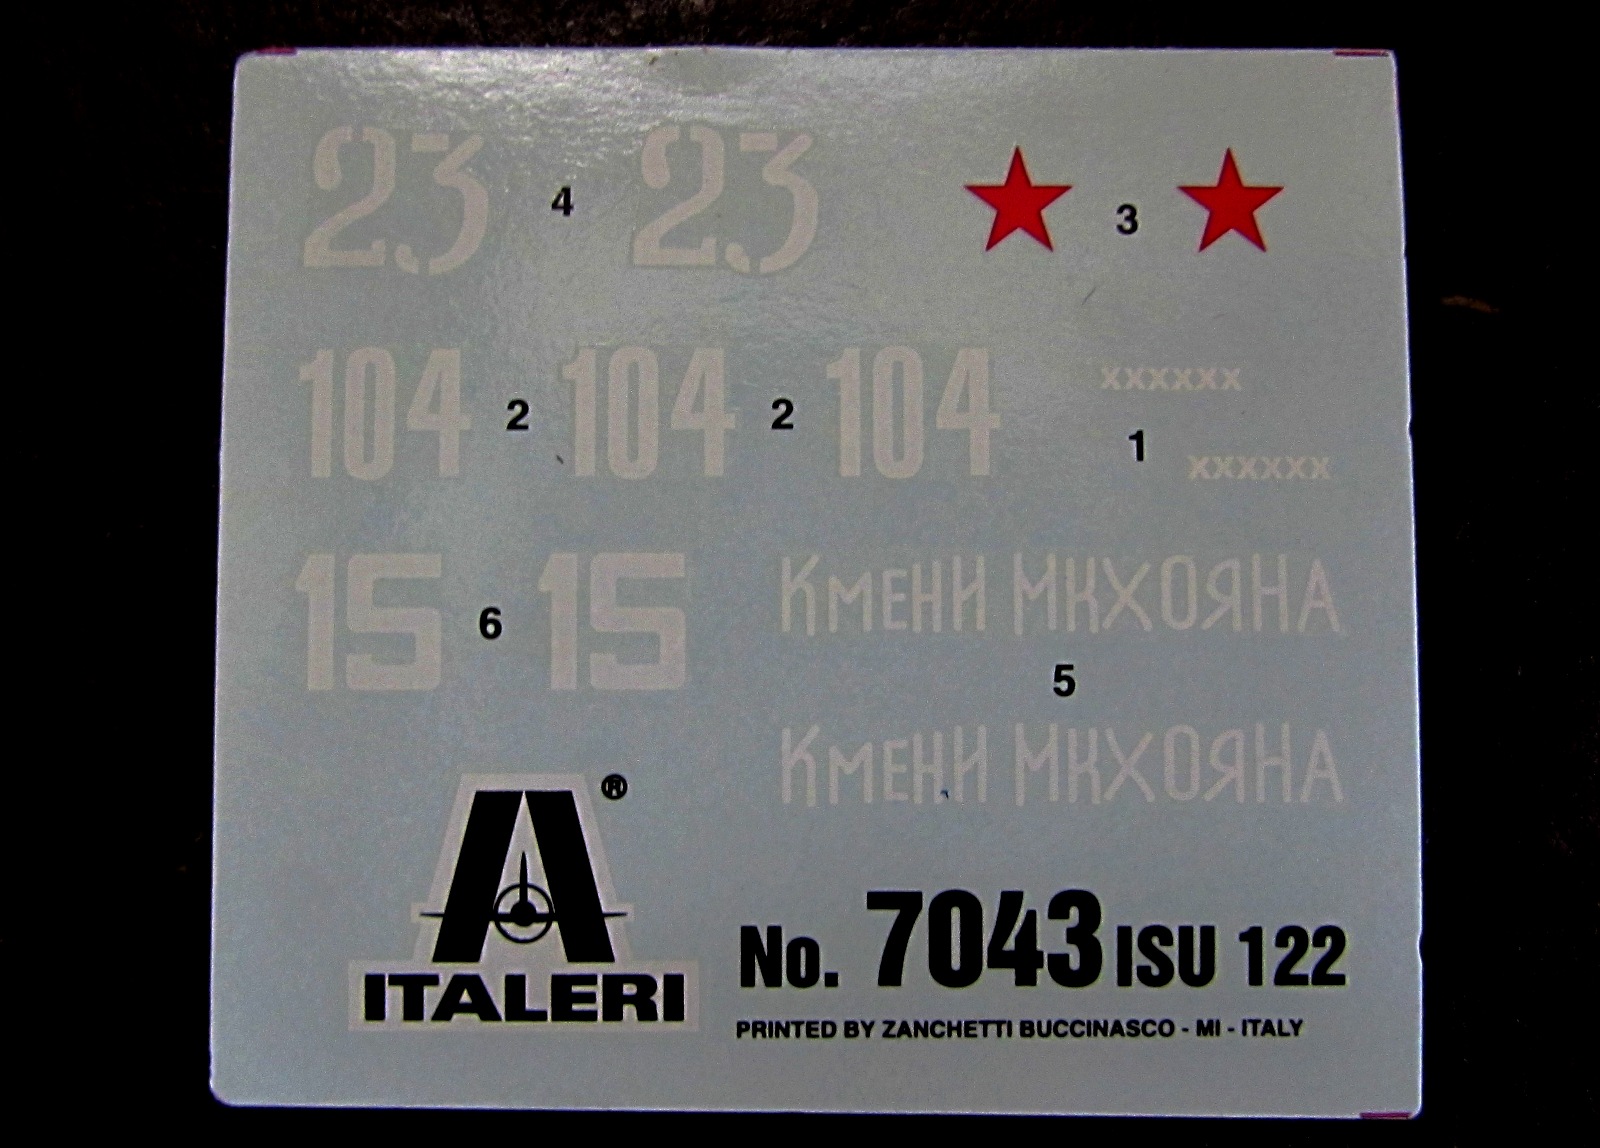 23 4 23 3
104 2 104 2 104 xxxxxx
1 xxxxxx
15 6 15 Кмени Мкхояна
5
Кмени Мкхояна
®
ITALERI
No. 7043 ISU 122
PRINTED BY ZANCHETTI BUCCINASCO - MI - ITALY